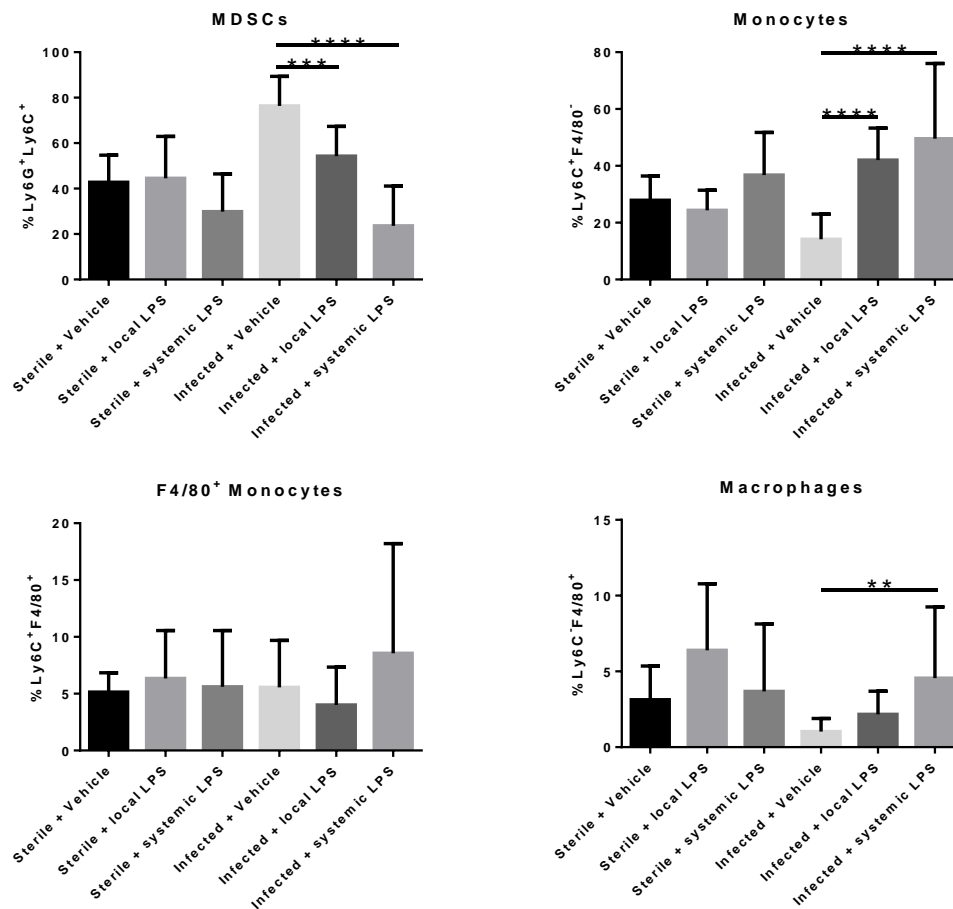 MDSCs
****
***
%Ly6G⁺Ly6C⁺
100
80
60
40
20
0
Sterile + Vehicle
Sterile + local LPS
Sterile + systemic LPS
Infected + Vehicle
Infected + local LPS
Infected + systemic LPS
Monocytes
****
****
%Ly6C⁺F4/80⁻
80
60
40
20
0
Sterile + Vehicle
Sterile + local LPS
Sterile + systemic LPS
Infected + Vehicle
Infected + local LPS
Infected + systemic LPS
F4/80⁺ Monocytes
%Ly6C⁺F4/80⁺
20
15
10
5
0
Sterile + Vehicle
Sterile + local LPS
Sterile + systemic LPS
Infected + Vehicle
Infected + local LPS
Infected + systemic LPS
Macrophages
**
%Ly6C⁻F4/80⁺
15
10
5
0
Sterile + Vehicle
Sterile + local LPS
Sterile + systemic LPS
Infected + Vehicle
Infected + local LPS
Infected + systemic LPS